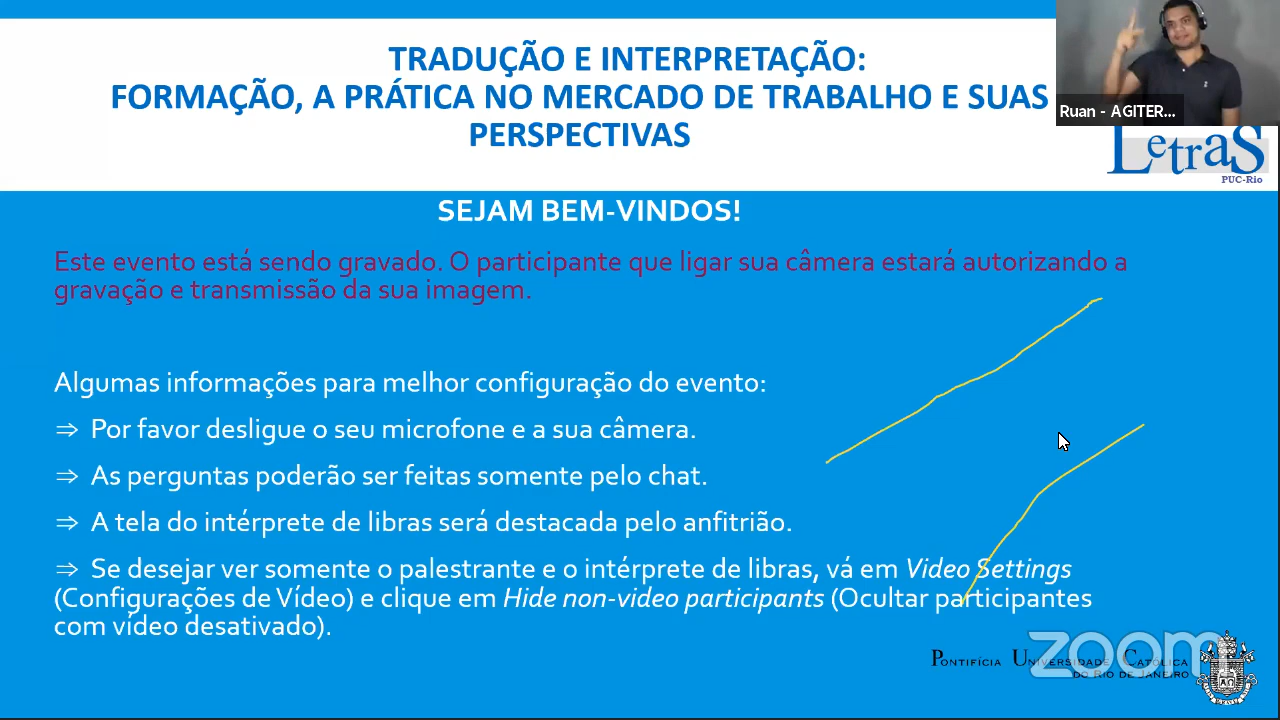 TRADUÇÃO E INTERPRETAÇÃO:
FORMAÇÃO, A PRÁTICA NO MERCADO DE TRABALHO E SUAS
PERSPECTIVAS
Ruan - AGITER...
Letras
PUC-Rio
SEJAM BEM-VINDOS!
Este evento está sendo gravado. O participante que ligar sua câmera estará autorizando a
gravação e transmissão da sua imagem.
Algumas informações para melhor configuração do evento:
⇒ Por favor desligue o seu microfone e a sua câmera.
⇒ As perguntas poderão ser feitas somente pelo chat.
⇒ A tela do intérprete de libras será destacada pelo anfitrião.
⇒ Se desejar ver somente o palestrante e o intérprete de libras, vá em Video Settings
(Configurações de Vídeo) e clique em Hide non-video participants (Ocultar participantes
com vídeo desativado).
zoom
Pontifícia Universidade Católica
do Rio de Janeiro